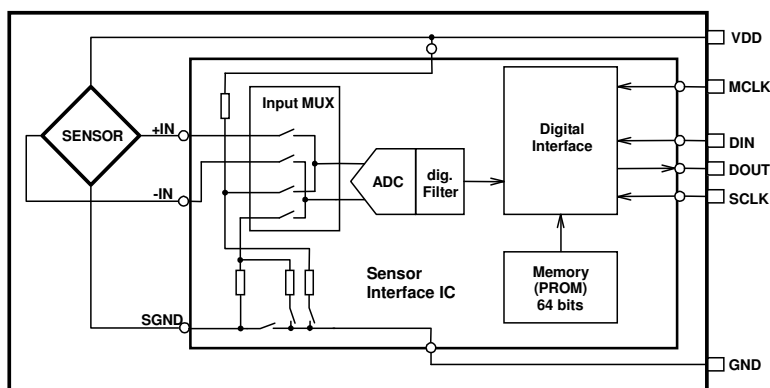 VDD
MCLK
Input MUX
+IN
SENSOR
Digital
Interface
DIN
DOUT
ADC
dig.
Filter
-IN
SCLK
Sensor
Interface IC
Memory
(PROM)
64 bits
SGND
GND